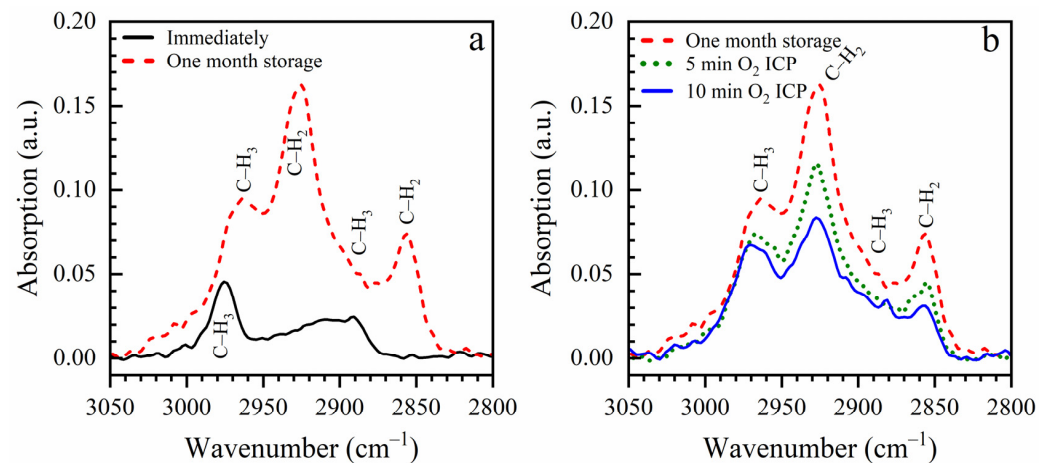 a
Immediately
One month storage
Absorption (a.u.)
0.20
0.15
0.10
0.05
0.00
C–H₃
C–H₂
C–H₃
C–H₂
C–H₃
3050 3000 2950 2900 2850 2800
Wavenumber (cm⁻¹)
b
One month storage
5 min O₂ ICP
10 min O₂ ICP
Absorption (a.u.)
0.20
0.15
0.10
0.05
0.00
C–H₃
C–H₂
C–H₃
C–H₂
3050 3000 2950 2900 2850 2800
Wavenumber (cm⁻¹)